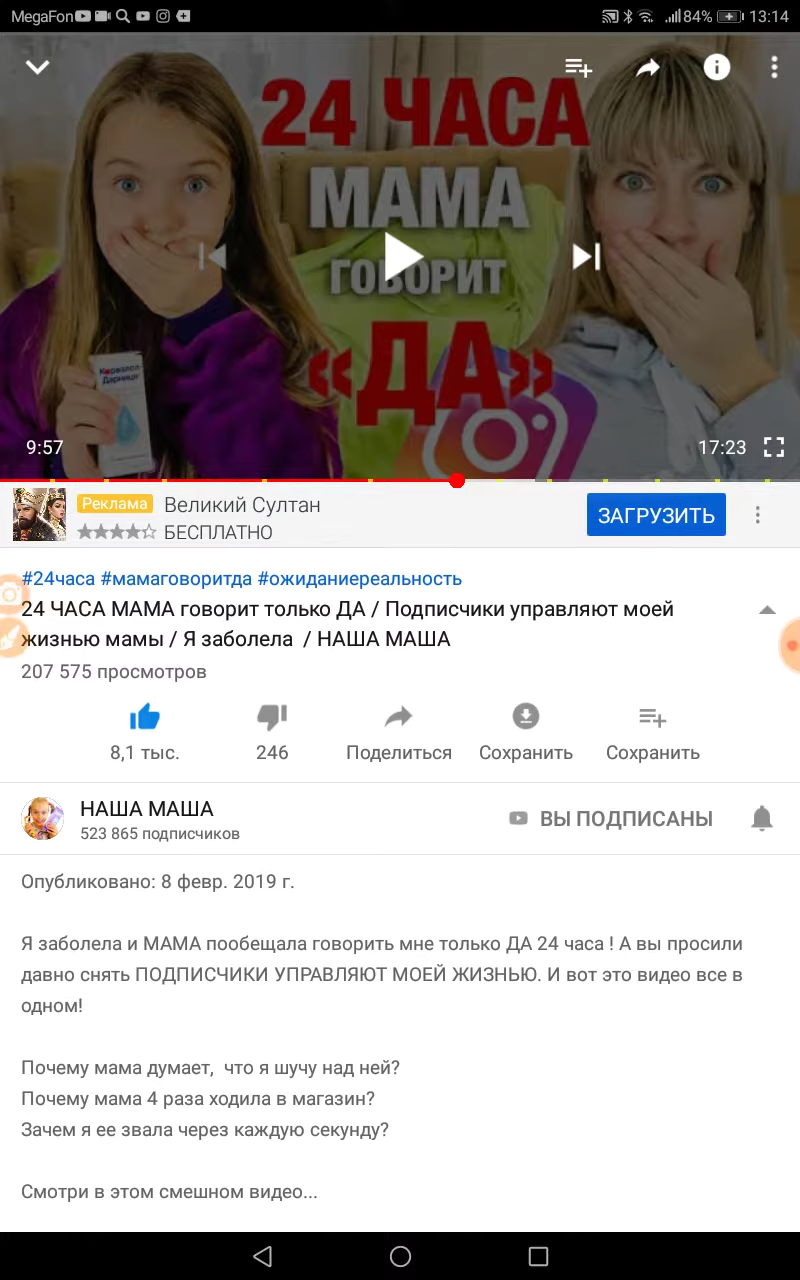 MegaFon 84% 13:14
24 ЧАСА
МАМА
ГОВОРИТ
«ДА»
Корвалол-
Дарница
9:57 17:23
Реклама Великий Султан
БЕСПЛАТНО
ЗАГРУЗИТЬ
#24часа #мамаговоритда #ожиданиереальность
24 ЧАСА МАМА говорит только ДА / Подписчики управляют моей
жизнью мамы / Я заболела / НАША МАША
207 575 просмотров
8,1 тыс. 246 Поделиться Сохранить Сохранить
НАША МАША
523 865 подписчиков
ВЫ ПОДПИСАНЫ
Опубликовано: 8 февр. 2019 г.
Я заболела и МАМА пообещала говорить мне только ДА 24 часа ! А вы просили
давно снять ПОДПИСЧИКИ УПРАВЛЯЮТ МОЕЙ ЖИЗНЬЮ. И вот это видео все в
одном!
Почему мама думает, что я шучу над ней?
Почему мама 4 раза ходила в магазин?
Зачем я ее звала через каждую секунду?
Смотри в этом смешном видео...